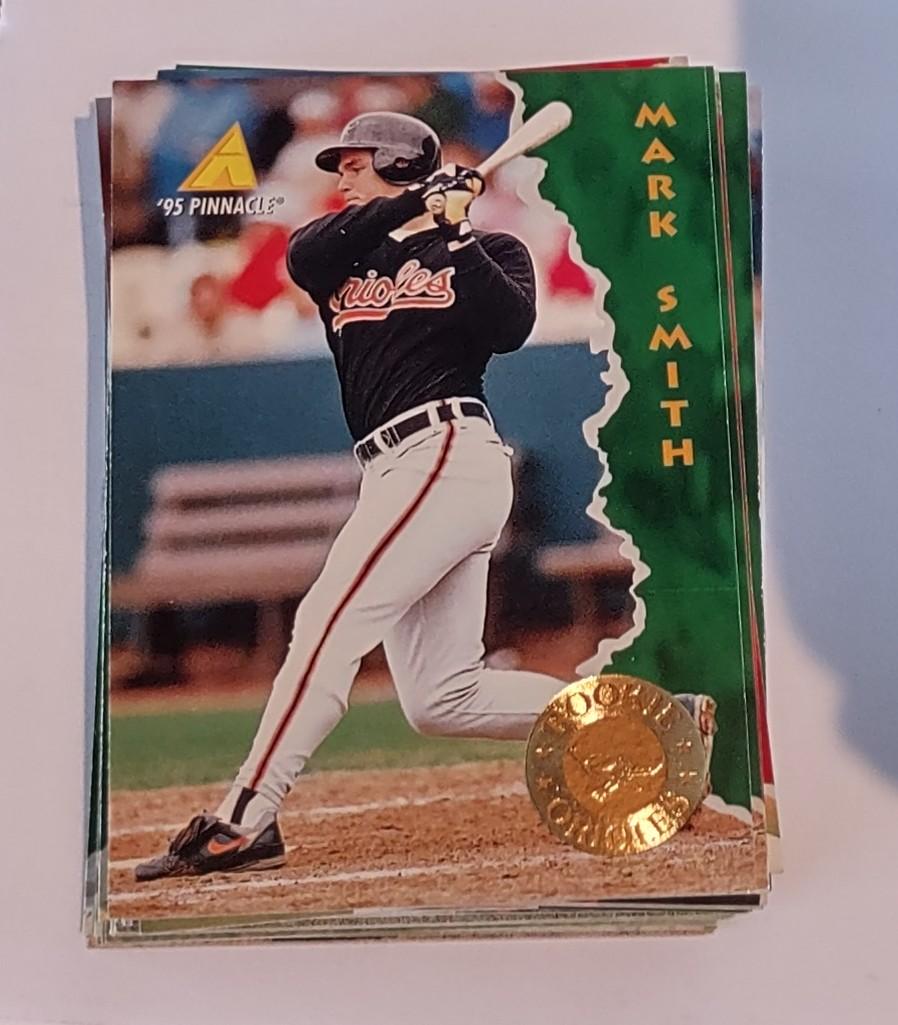 '95 PINNACLE®
MARK SMITH
Orioles
ROOKIE
ORIOLES